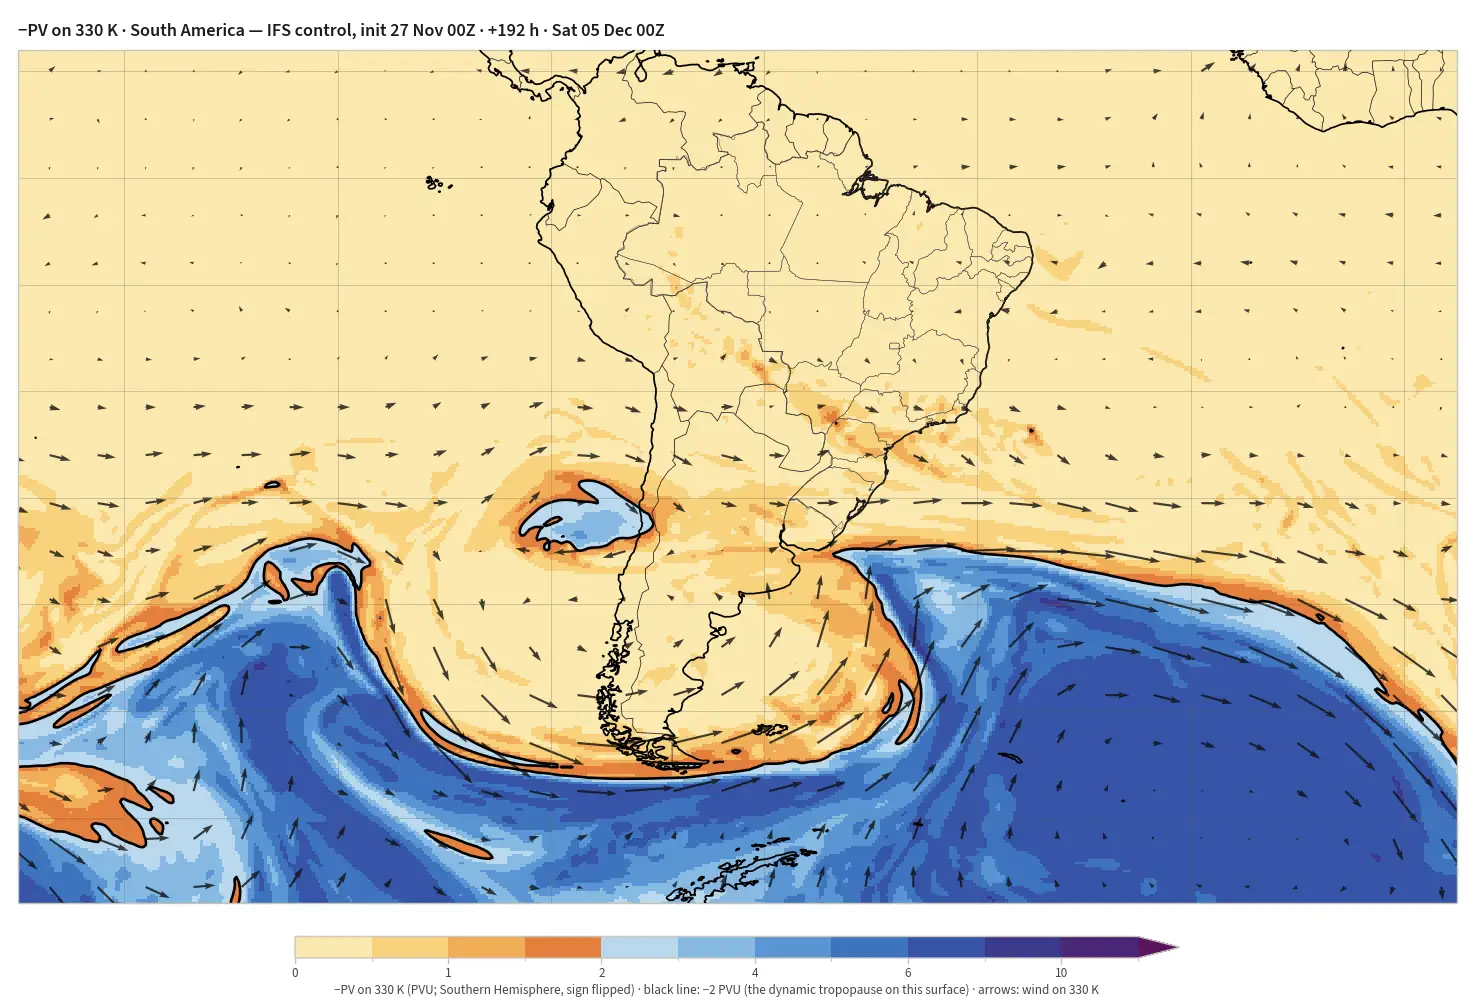 −PV on 330 K · South America — IFS control, init 27 Nov 00Z · +192 h · Sat 05 Dec 00Z
0 1 2 4 6 10
−PV on 330 K (PVU; Southern Hemisphere, sign flipped) · black line: −2 PVU (the dynamic tropopause on this surface) · arrows: wind on 330 K